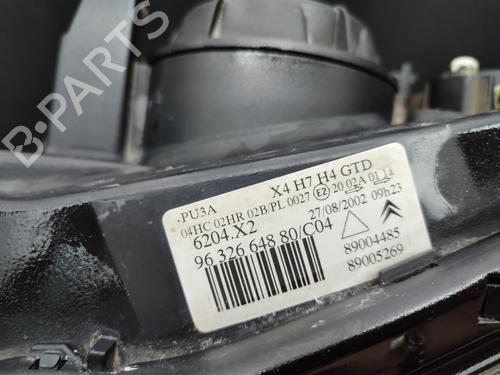 B-PARTS
.PU3A X4 H7 H4 GTD
04HC 02HR 02B/PL 0027 E2 20 02A 01 1a
6204.X2 27/08/2002 09h23
96 326 648 80/C04
89004485
89005269